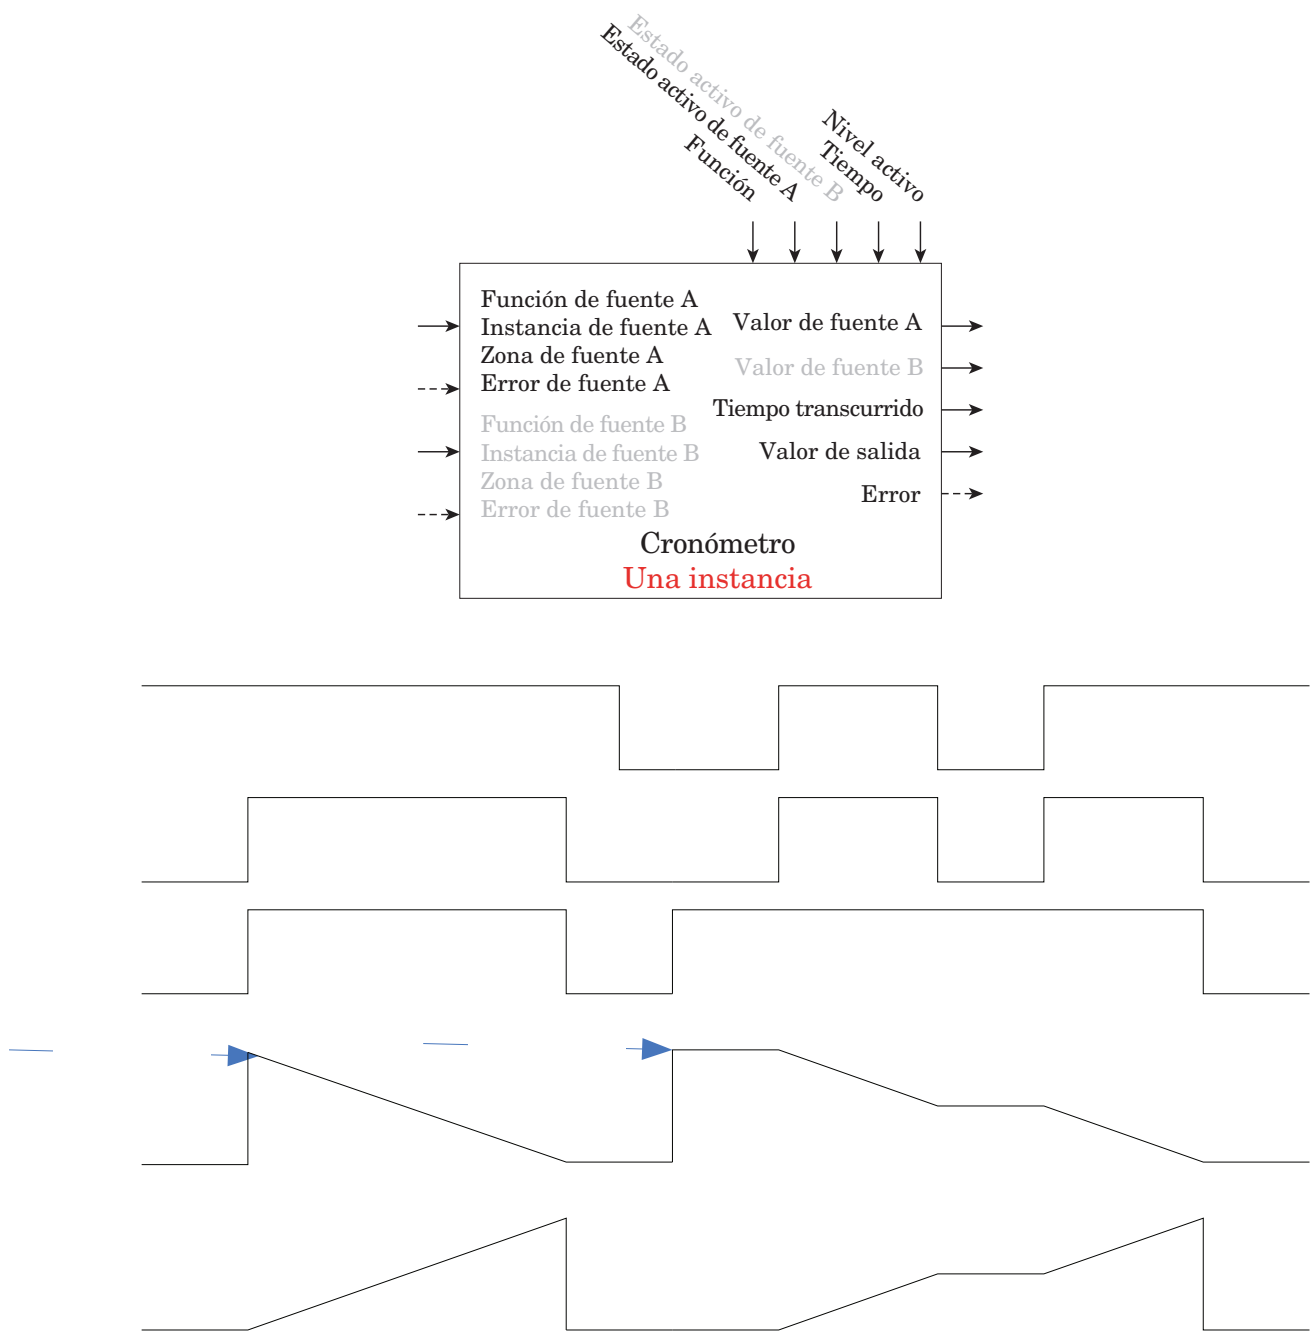 Estado activo de fuente B
Estado activo de fuente A
Función
Nivel activo
Tiempo
Función de fuente A
Instancia de fuente A
Zona de fuente A
Error de fuente A
Función de fuente B
Instancia de fuente B
Zona de fuente B
Error de fuente B
Valor de fuente A
Valor de fuente B
Tiempo transcurrido
Valor de salida
Error
Cronómetro
Una instancia